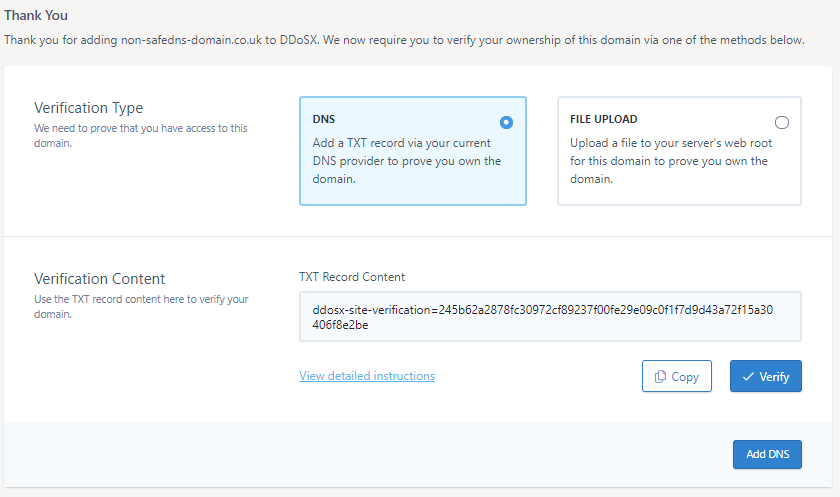 Thank You
Thank you for adding non-safedns-domain.co.uk to DDoSX. We now require you to verify your ownership of this domain via one of the methods below.
Verification Type
We need to prove that you have access to this
domain.
DNS
Add a TXT record via your current
DNS provider to prove you own the
domain.
FILE UPLOAD
Upload a file to your server's web root
for this domain to prove you own the
domain.
Verification Content
Use the TXT record content here to verify your
domain.
TXT Record Content
ddosx-site-verification=245b62a2878fc30972cf89237f00fe29e09c0f1f7d9d43a72f15a30
406f8e2be
View detailed instructions
Copy
Verify
Add DNS